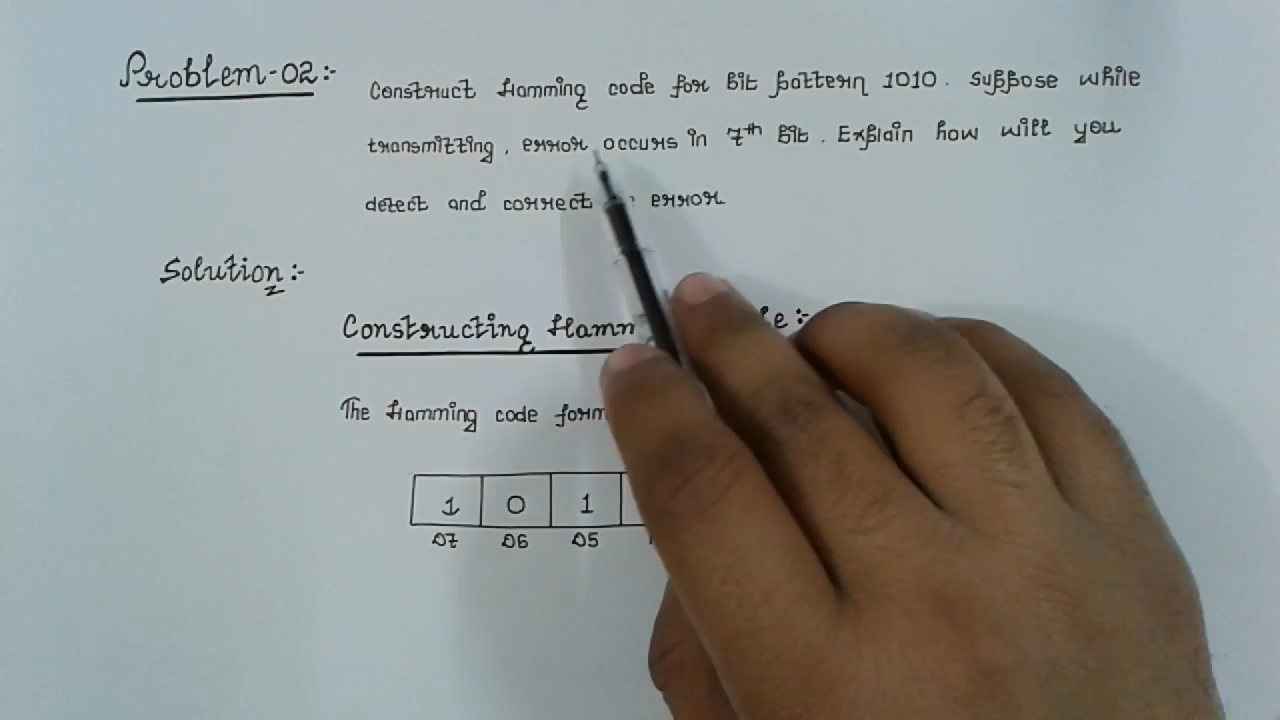 Problem-02:-
Construct Hamming code for Bit pattern 1010. Suppose while
transmitting, error occurs in 7th Bit. Explain how will you
detect and correct error
Solution:-
Constructing
The Hamming code
1 0 1
D7 D6 D5